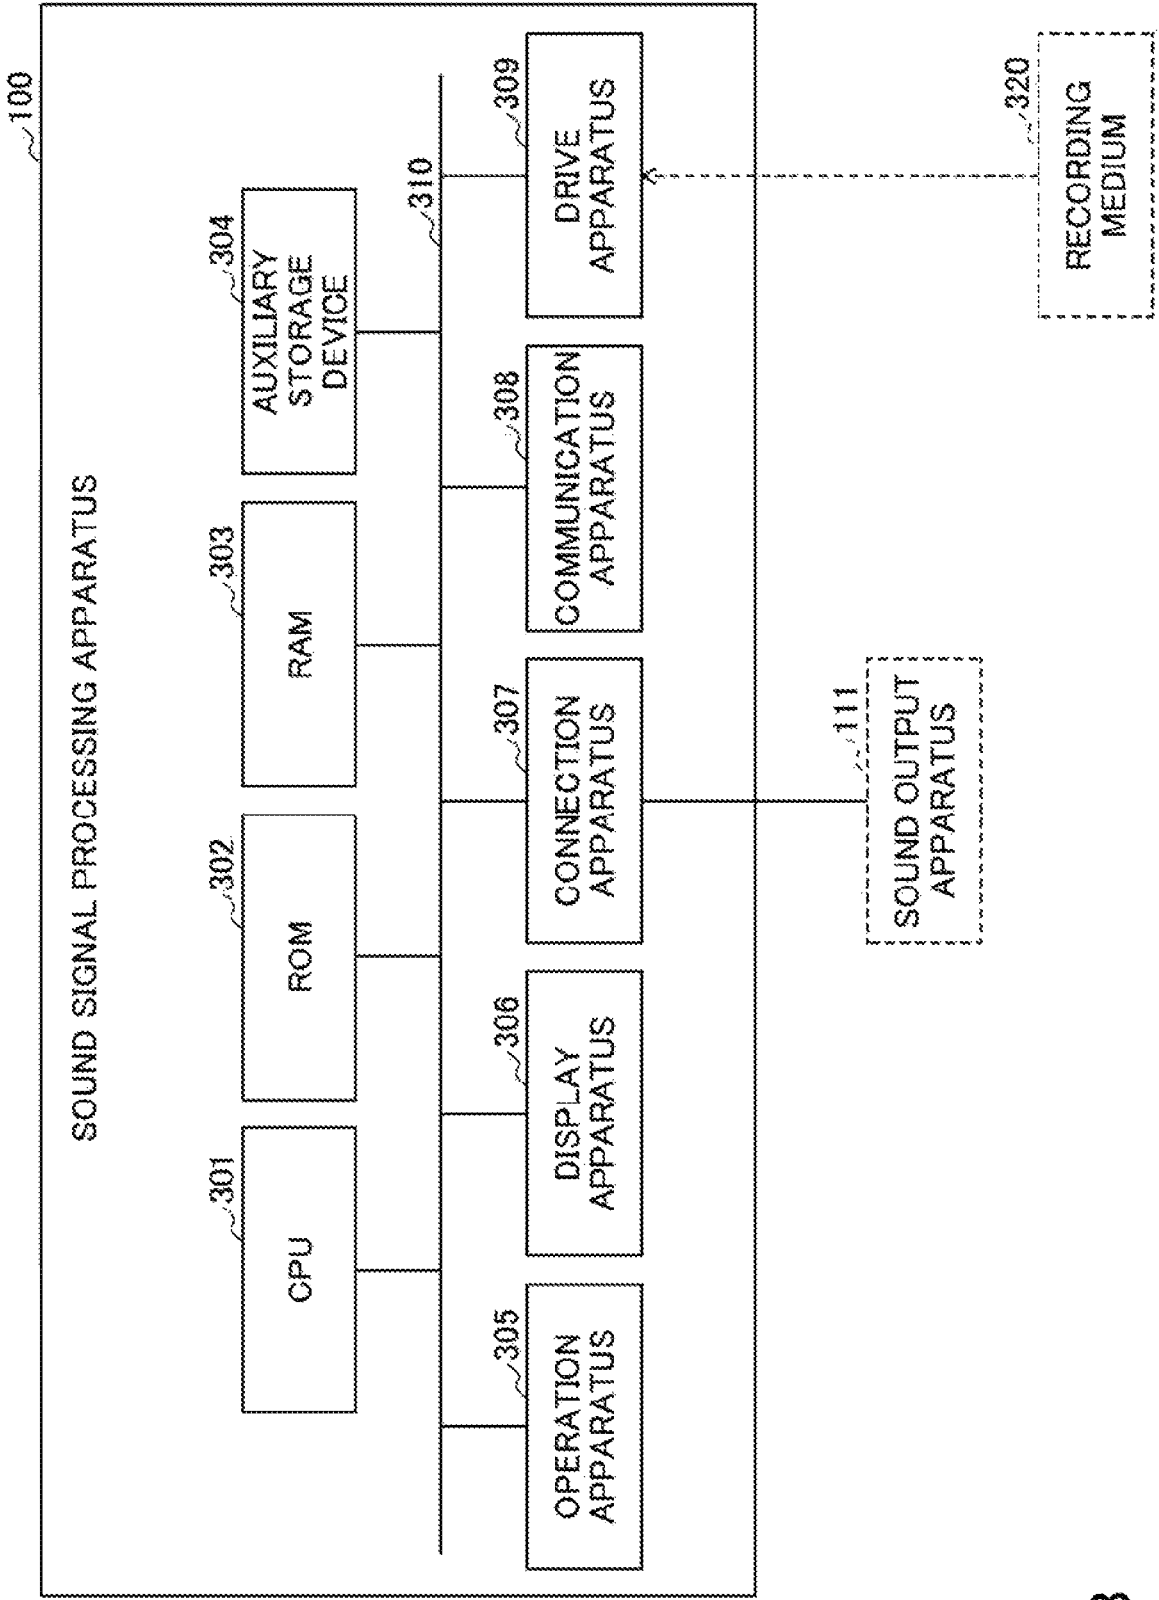 100
SOUND SIGNAL PROCESSING APPARATUS
301
CPU
302
ROM
303
RAM
304
AUXILIARY
STORAGE
DEVICE
310
305
OPERATION
APPARATUS
306
DISPLAY
APPARATUS
307
CONNECTION
APPARATUS
308
COMMUNICATION
APPARATUS
309
DRIVE
APPARATUS
111
SOUND OUTPUT
APPARATUS
320
RECORDING
MEDIUM